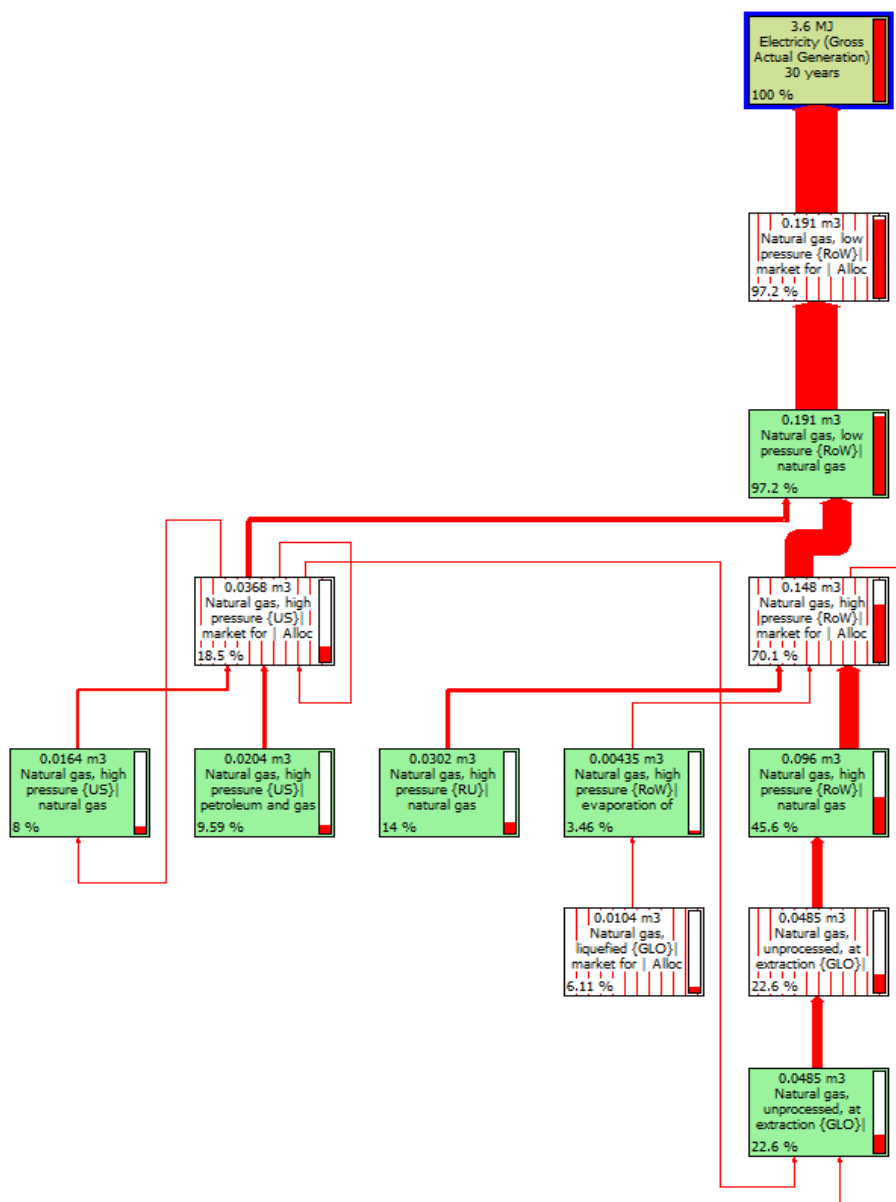 3.6 MJ
Electricity (Gross
Actual Generation)
30 years
100 %
0.191 m3
Natural gas, low
pressure {RoW}|
market for | Alloc
97.2 %
0.191 m3
Natural gas, low
pressure {RoW}|
natural gas
97.2 %
0.0368 m3
Natural gas, high
pressure {US}|
market for | Alloc
18.5 %
0.148 m3
Natural gas, high
pressure {RoW}|
market for | Alloc
70.1 %
0.0164 m3
Natural gas, high
pressure {US}|
natural gas
8 %
0.0204 m3
Natural gas, high
pressure {US}|
petroleum and gas
9.59 %
0.0302 m3
Natural gas, high
pressure {RU}|
natural gas
14 %
0.00435 m3
Natural gas, high
pressure {RoW}|
evaporation of
3.46 %
0.096 m3
Natural gas, high
pressure {RoW}|
natural gas
45.6 %
0.0104 m3
Natural gas,
liquefied {GLO}|
market for | Alloc
6.11 %
0.0485 m3
Natural gas,
unprocessed, at
extraction {GLO}|
22.6 %
0.0485 m3
Natural gas,
unprocessed, at
extraction {GLO}|
22.6 %